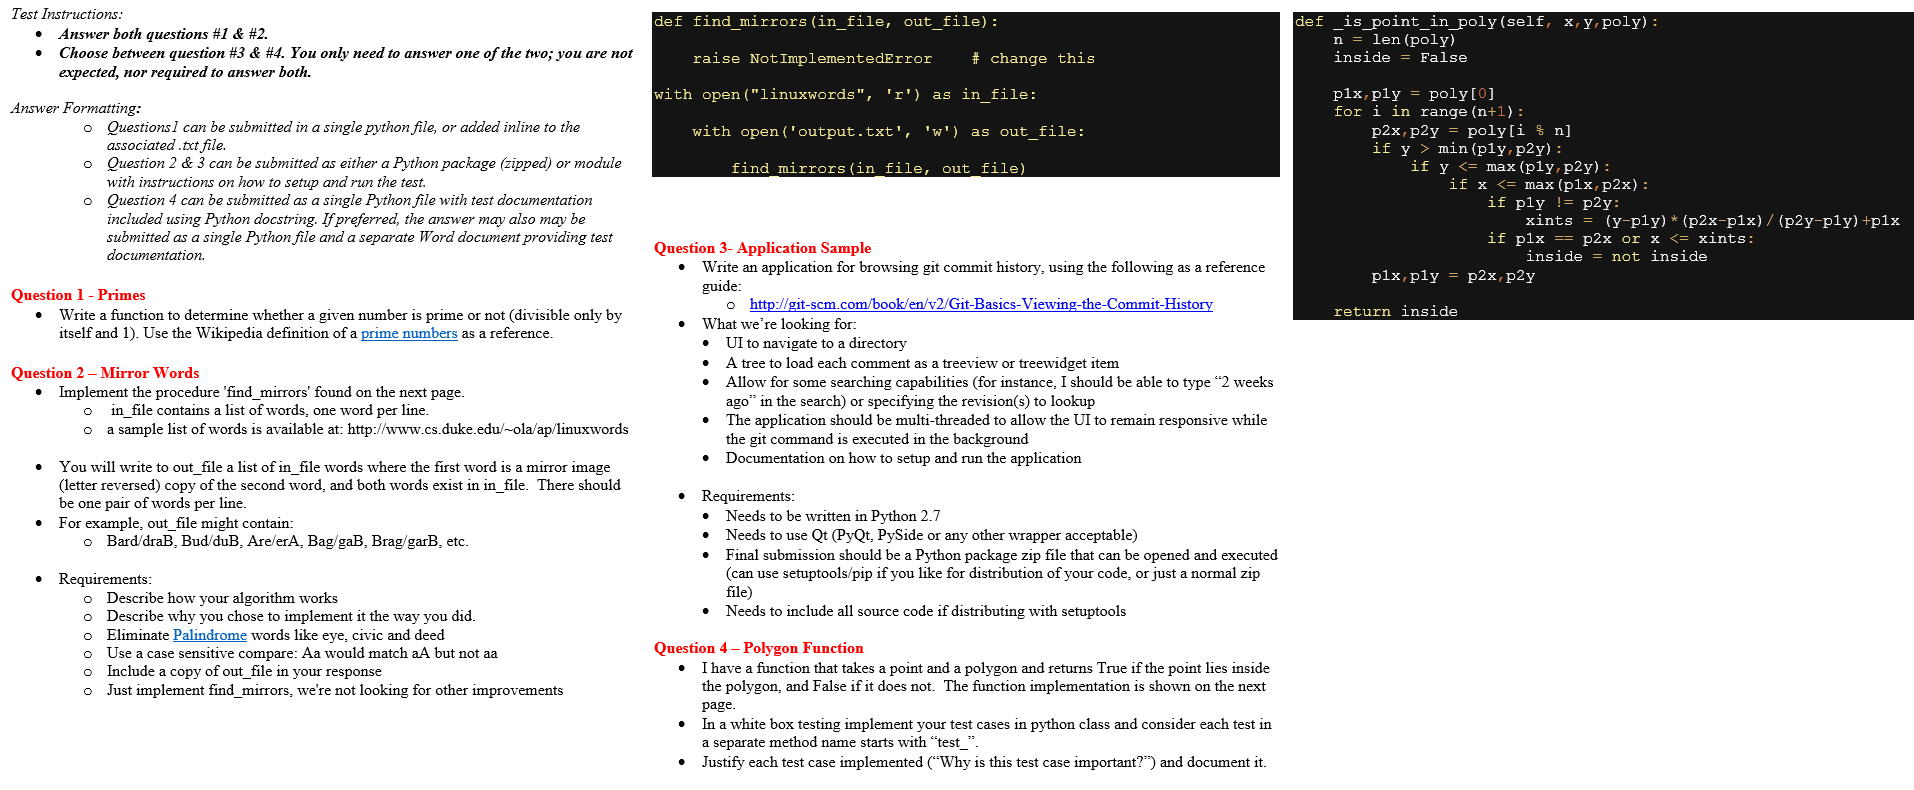 Test Instructions:
• Answer both questions #1 & #2.
• Choose between question #3 & #4. You only need to answer one of the two; you are not
expected, nor required to answer both.
Answer Formatting:
o Questions1 can be submitted in a single python file, or added inline to the
associated .txt file.
o Question 2 & 3 can be submitted as either a Python package (zipped) or module
with instructions on how to setup and run the test.
o Question 4 can be submitted as a single Python file with test documentation
included using Python docstring. If preferred, the answer may also may be
submitted as a single Python file and a separate Word document providing test
documentation.
Question 1 - Primes
• Write a function to determine whether a given number is prime or not (divisible only by
itself and 1). Use the Wikipedia definition of a prime numbers as a reference.
Question 2 – Mirror Words
• Implement the procedure 'find_mirrors' found on the next page.
o in_file contains a list of words, one word per line.
o a sample list of words is available at: http://www.cs.duke.edu/~ola/ap/linuxwords
• You will write to out_file a list of in_file words where the first word is a mirror image
(letter reversed) copy of the second word, and both words exist in in_file. There should
be one pair of words per line.
• For example, out_file might contain:
o Bard/draB, Bud/duB, Are/erA, Bag/gaB, Brag/garB, etc.
• Requirements:
o Describe how your algorithm works
o Describe why you chose to implement it the way you did.
o Eliminate Palindrome words like eye, civic and deed
o Use a case sensitive compare: Aa would match aA but not aa
o Include a copy of out_file in your response
o Just implement find_mirrors, we're not looking for other improvements
def find_mirrors(in_file, out_file):
    raise NotImplementedError    # change this
with open("linuxwords", 'r') as in_file:
    with open('output.txt', 'w') as out_file:
        find_mirrors(in_file, out_file)
Question 3- Application Sample
• Write an application for browsing git commit history, using the following as a reference
guide:
o http://git-scm.com/book/en/v2/Git-Basics-Viewing-the-Commit-History
• What we’re looking for:
• UI to navigate to a directory
• A tree to load each comment as a treeview or treewidget item
• Allow for some searching capabilities (for instance, I should be able to type “2 weeks
ago” in the search) or specifying the revision(s) to lookup
• The application should be multi-threaded to allow the UI to remain responsive while
the git command is executed in the background
• Documentation on how to setup and run the application
• Requirements:
• Needs to be written in Python 2.7
• Needs to use Qt (PyQt, PySide or any other wrapper acceptable)
• Final submission should be a Python package zip file that can be opened and executed
(can use setuptools/pip if you like for distribution of your code, or just a normal zip
file)
• Needs to include all source code if distributing with setuptools
Question 4 – Polygon Function
• I have a function that takes a point and a polygon and returns True if the point lies inside
the polygon, and False if it does not. The function implementation is shown on the next
page.
• In a white box testing implement your test cases in python class and consider each test in
a separate method name starts with “test_”.
• Justify each test case implemented (“Why is this test case important?”) and document it.
def _is_point_in_poly(self, x,y,poly):
    n = len(poly)
    inside = False
    p1x,p1y = poly[0]
    for i in range(n+1):
        p2x,p2y = poly[i % n]
        if y > min(p1y,p2y):
            if y <= max(p1y,p2y):
                if x <= max(p1x,p2x):
                    if p1y != p2y:
                        xints = (y-p1y)*(p2x-p1x)/(p2y-p1y)+p1x
                    if p1x == p2x or x <= xints:
                        inside = not inside
        p1x,p1y = p2x,p2y
    return inside